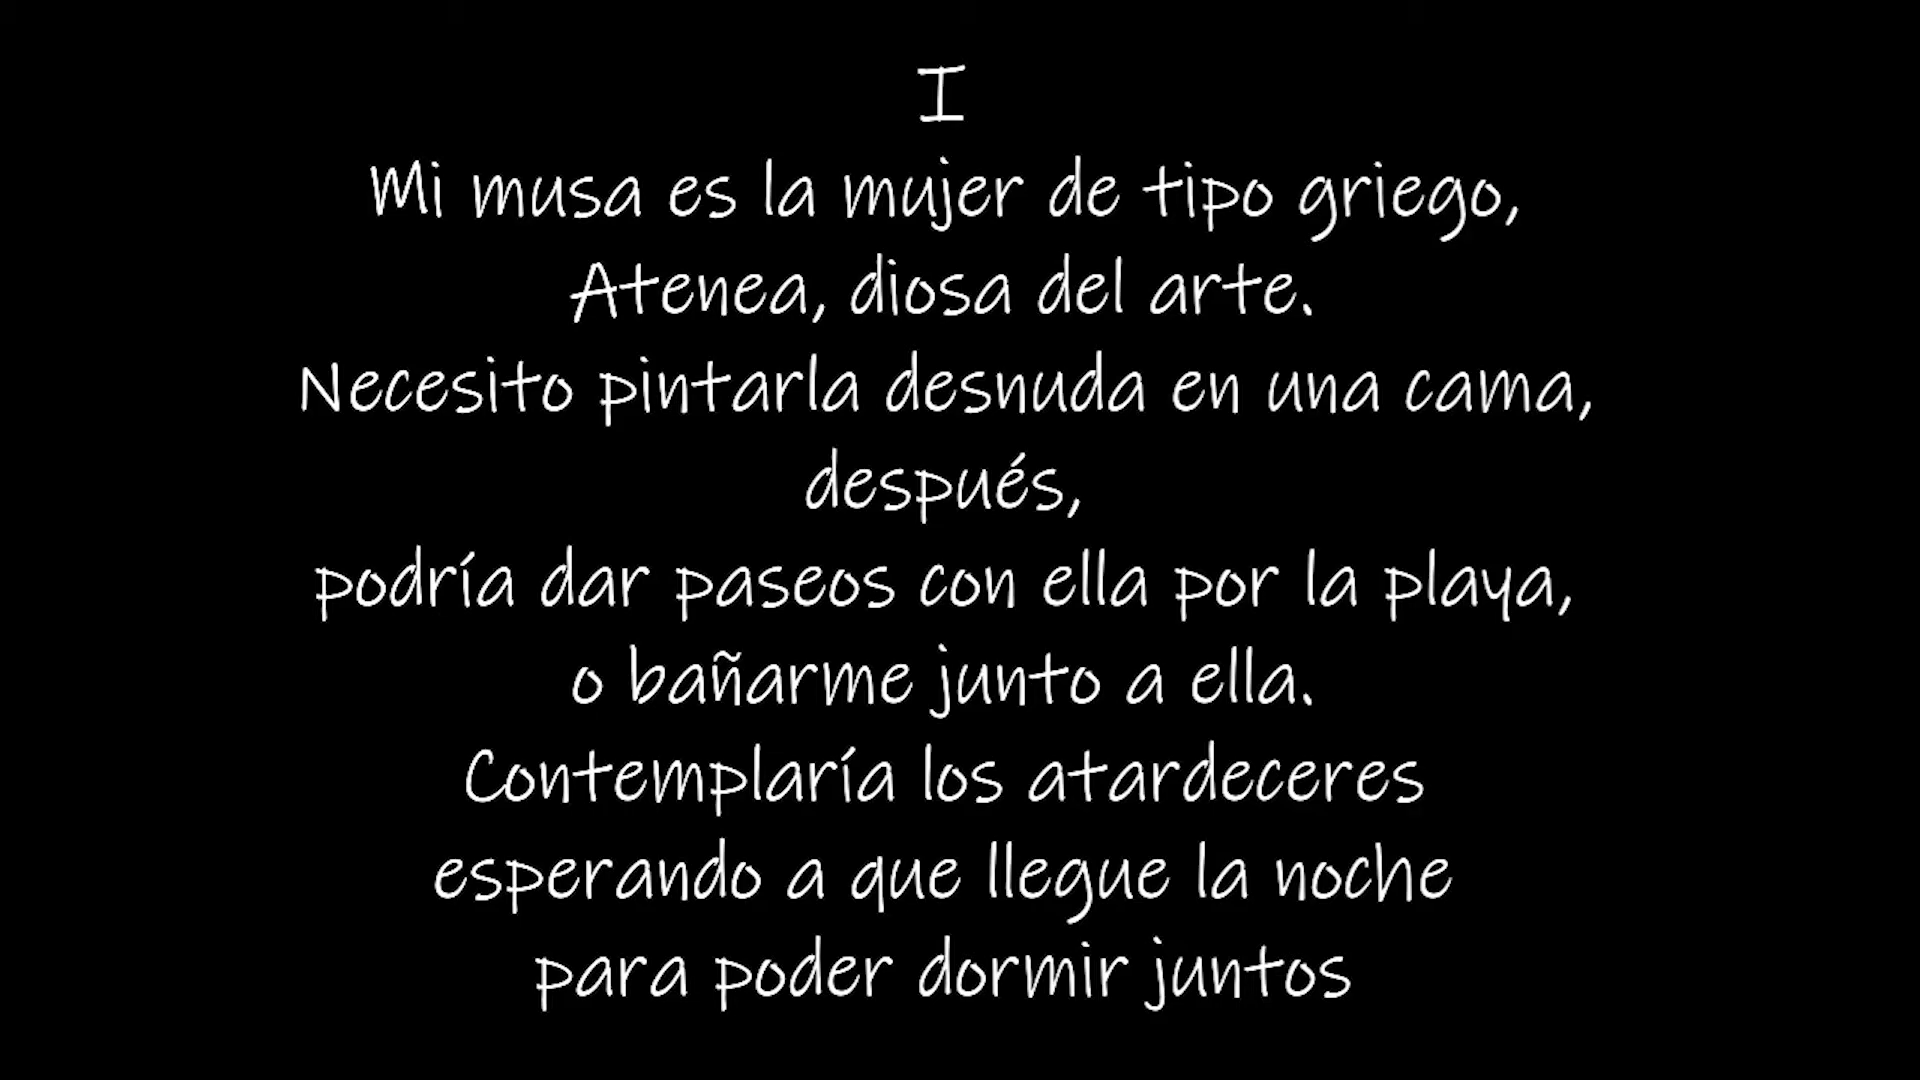 I
Mi musa es la mujer de tipo griego,
Atenea, diosa del arte.
Necesito pintarla desnuda en una cama,
después,
podría dar paseos con ella por la playa,
o bañarme junto a ella.
Contemplaría los atardeceres
esperando a que llegue la noche
para poder dormir juntos